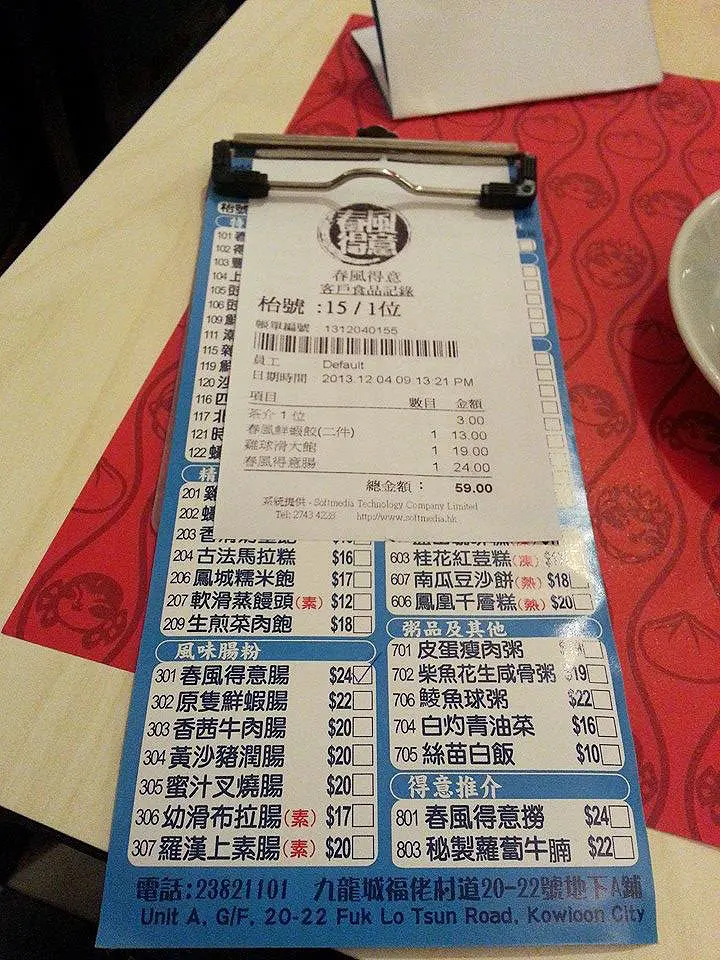 枱號
101
102
103
104 上
105
106
109
111
115
119
120 沙
116 四
117 北
121 時
122
春風得意
春風得意
客戶食品記錄
枱號 :15 / 1位
帳單編號 1312040155
員工 Default
日期時間 2013.12.04 09 13:21 PM
項目 數目 金額
茶介 1 位 3.00
春風鮮蝦餃(二件) 1 13.00
雞球滑大飽 1 19.00
春風得意腸 1 24.00
總金額： 59.00
系統提供 - Softmedia Technology Company Limited
Tel: 2743 4238 http://www.softmedia.hk
精
201 雞
202
203 香
204 古法馬拉糕 $16
206 鳳城糯米飽 $17
207 軟滑蒸饅頭(素) $12
209 生煎菜肉飽 $18
風味腸粉
301 春風得意腸 $24
302 原隻鮮蝦腸 $22
303 香茜牛肉腸 $20
304 黃沙豬潤腸 $20
305 蜜汁叉燒腸 $20
306 幼滑布拉腸(素) $17
307 羅漢上素腸(素) $20
603 桂花紅荳糕(凍)
607 南瓜豆沙餅(熱) $18
606 鳳凰千層糕(熱) $20
粥品及其他
701 皮蛋瘦肉粥
702 柴魚花生咸骨粥 $19
706 鯪魚球粥 $22
704 白灼青油菜 $16
705 絲苗白飯 $10
得意推介
801 春風得意撈 $24
803 秘製蘿蔔牛腩 $22
電話:23821101 九龍城福佬村道20-22號地下A鋪
Unit A, G/F, 20-22 Fuk Lo Tsun Road, Kowloon City